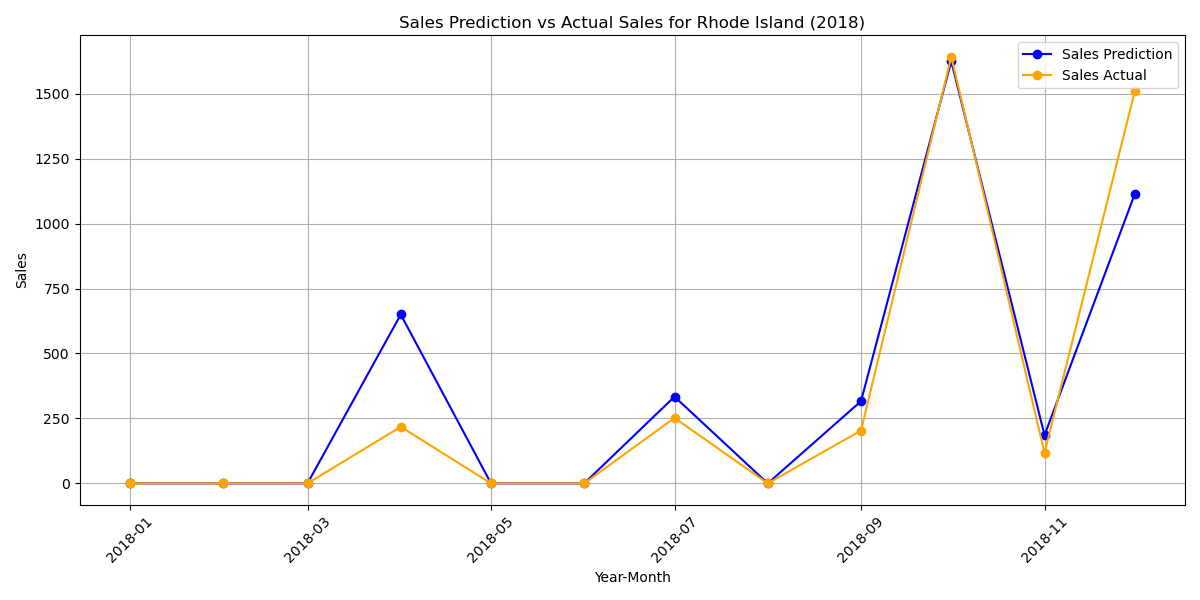 Sales Prediction vs Actual Sales for Rhode Island (2018)
Sales Prediction
Sales Actual
Sales
1500
1250
1000
750
500
250
0
2018-01
2018-03
2018-05
2018-07
2018-09
2018-11
Year-Month